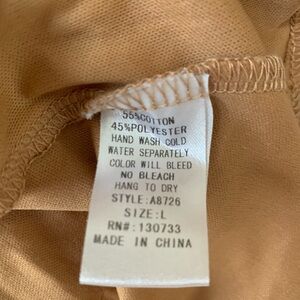 55%COTTON
45%POLYESTER
HAND WASH COLD
WATER SEPARATELY
COLOR WILL BLEED
NO BLEACH
HANG TO DRY
STYLE:A8726
SIZE:L
RN#:130733
MADE IN CHINA